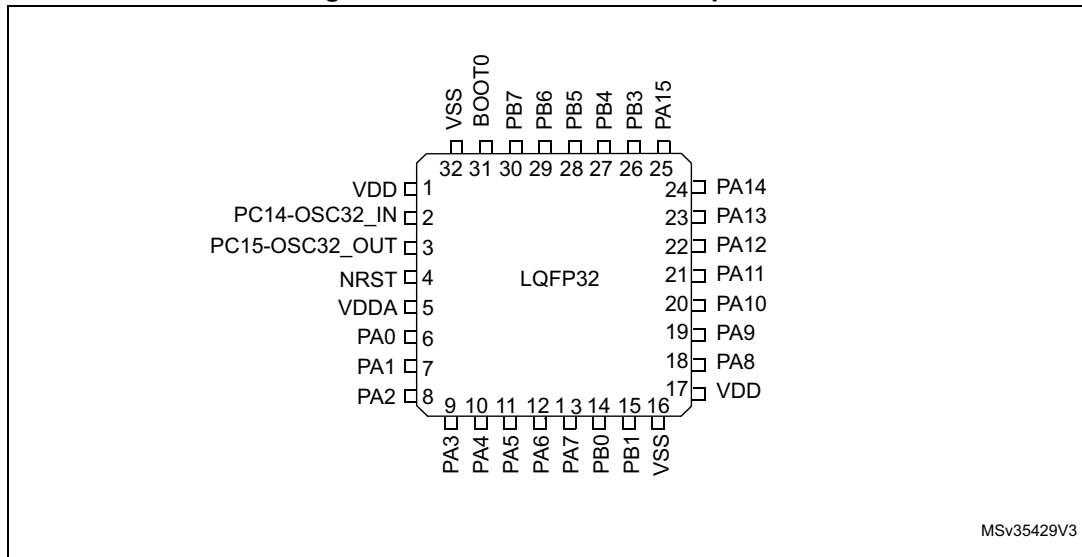 VSS
BOOT0
PB7
PB6
PB5
PB4
PB3
PA15
32 31 30 29 28 27 26 25
VDD 1
PC14-OSC32_IN 2
PC15-OSC32_OUT 3
NRST 4
VDDA 5
PA0 6
PA1 7
PA2 8
LQFP32
24 PA14
23 PA13
22 PA12
21 PA11
20 PA10
19 PA9
18 PA8
17 VDD
9 10 11 12 13 14 15 16
PA3
PA4
PA5
PA6
PA7
PB0
PB1
VSS
MSv35429V3